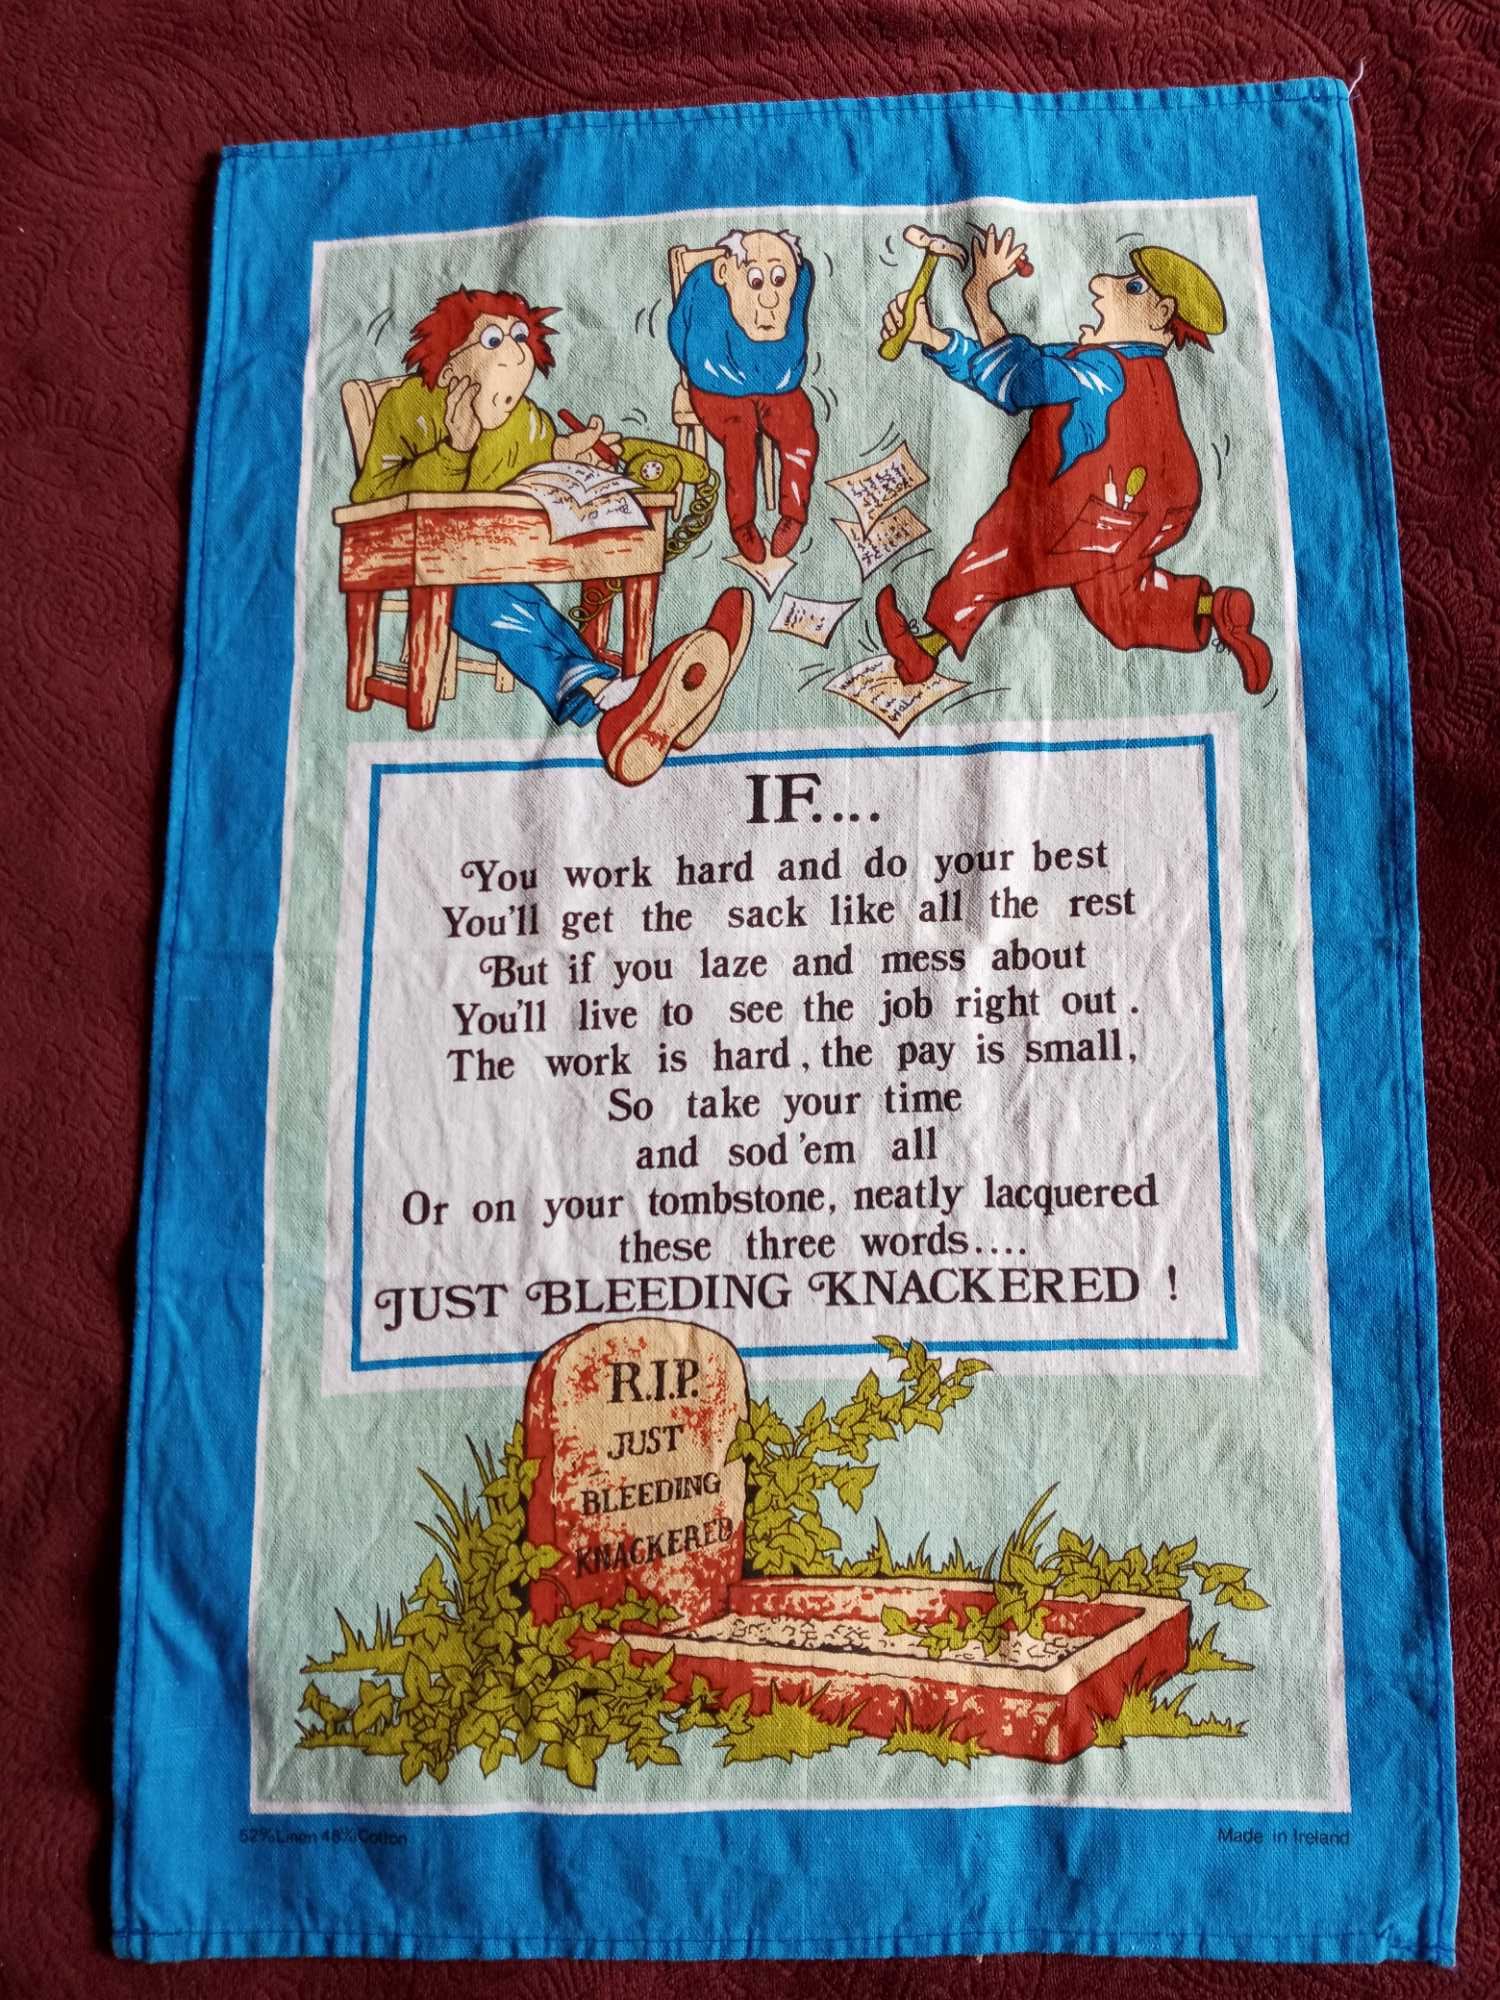 IF....
You work hard and do your best
You'll get the sack like all the rest
But if you laze and mess about
You'll live to see the job right out.
The work is hard, the pay is small,
So take your time
and sod 'em all
Or on your tombstone, neatly lacquered
these three words....
JUST BLEEDING KNACKERED !
R.I.P.
JUST
BLEEDING
KNACKERED
52% Linen 48% Cotton
Made in Ireland